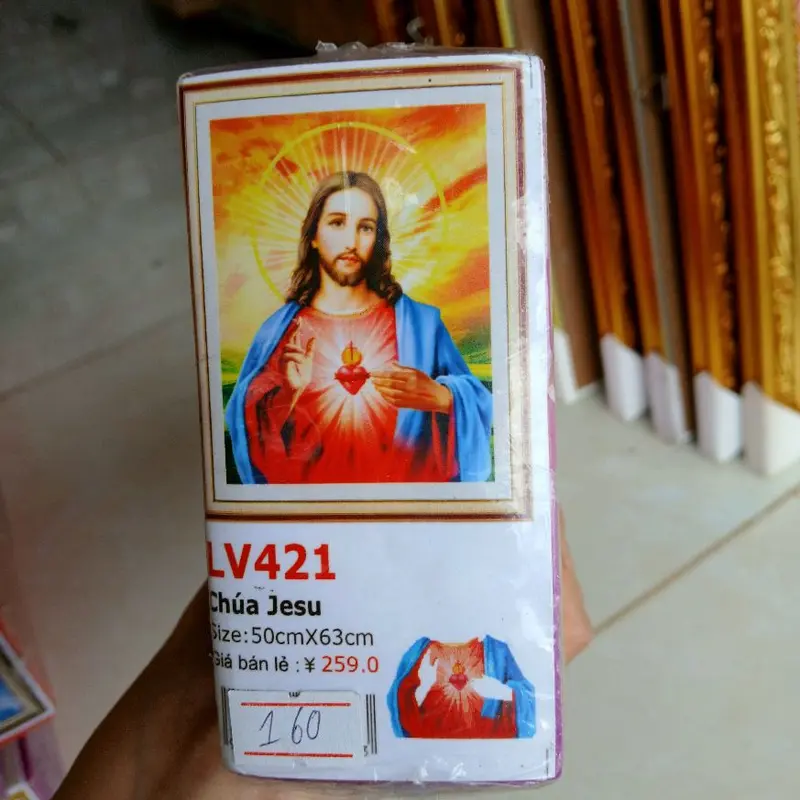 LV421
Chúa Jesu
Size:50cmX63cm
Giá bán lẻ : ¥ 259.0
160